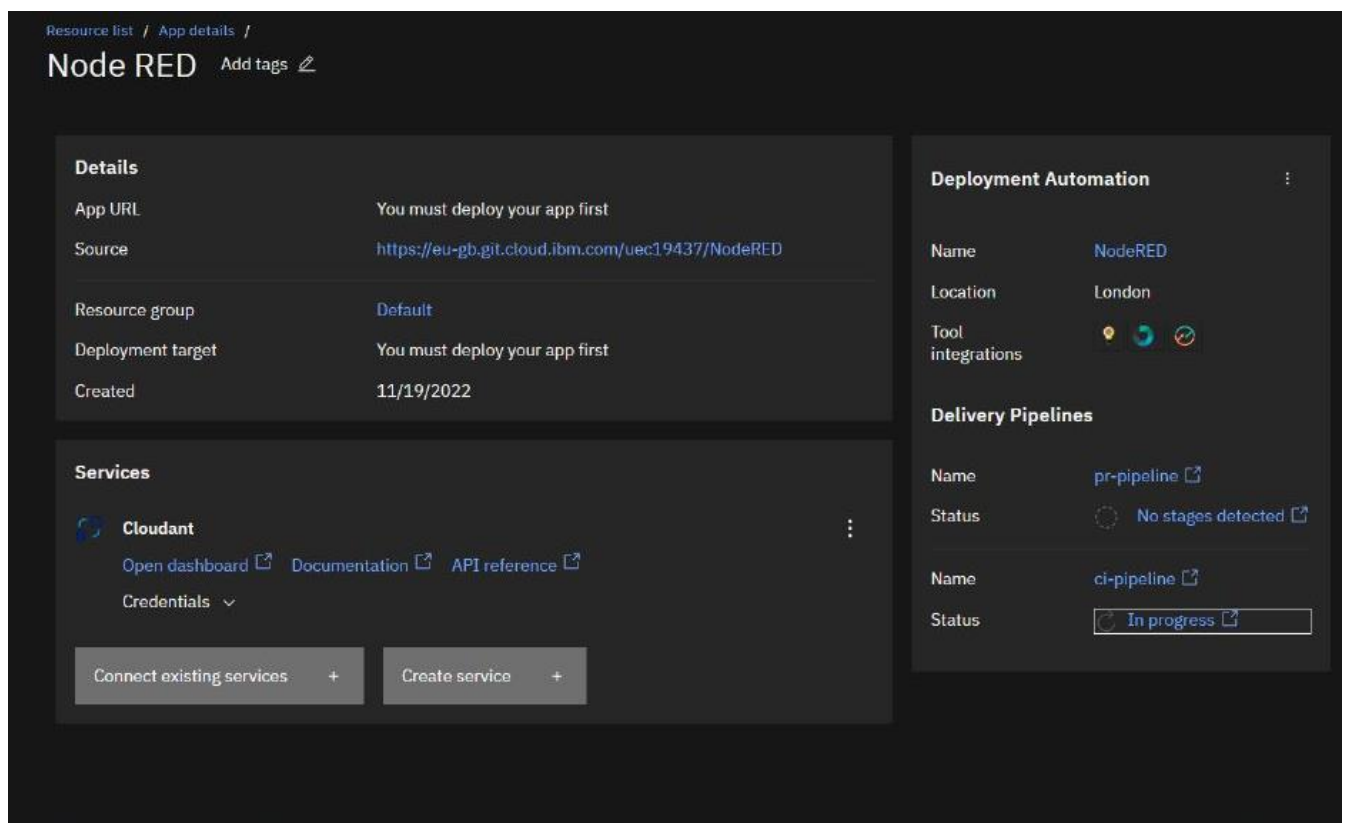 Resource list / App details /
Node RED Add tags
Details
App URL You must deploy your app first
Source https://eu-gb.git.cloud.ibm.com/uec19437/NodeRED
Resource group Default
Deployment target You must deploy your app first
Created 11/19/2022
Services
Cloudant
Open dashboard Documentation API reference
Credentials
Connect existing services +
Create service +
Deployment Automation
Name NodeRED
Location London
Tool
integrations
Delivery Pipelines
Name pr-pipeline
Status No stages detected
Name ci-pipeline
Status In progress